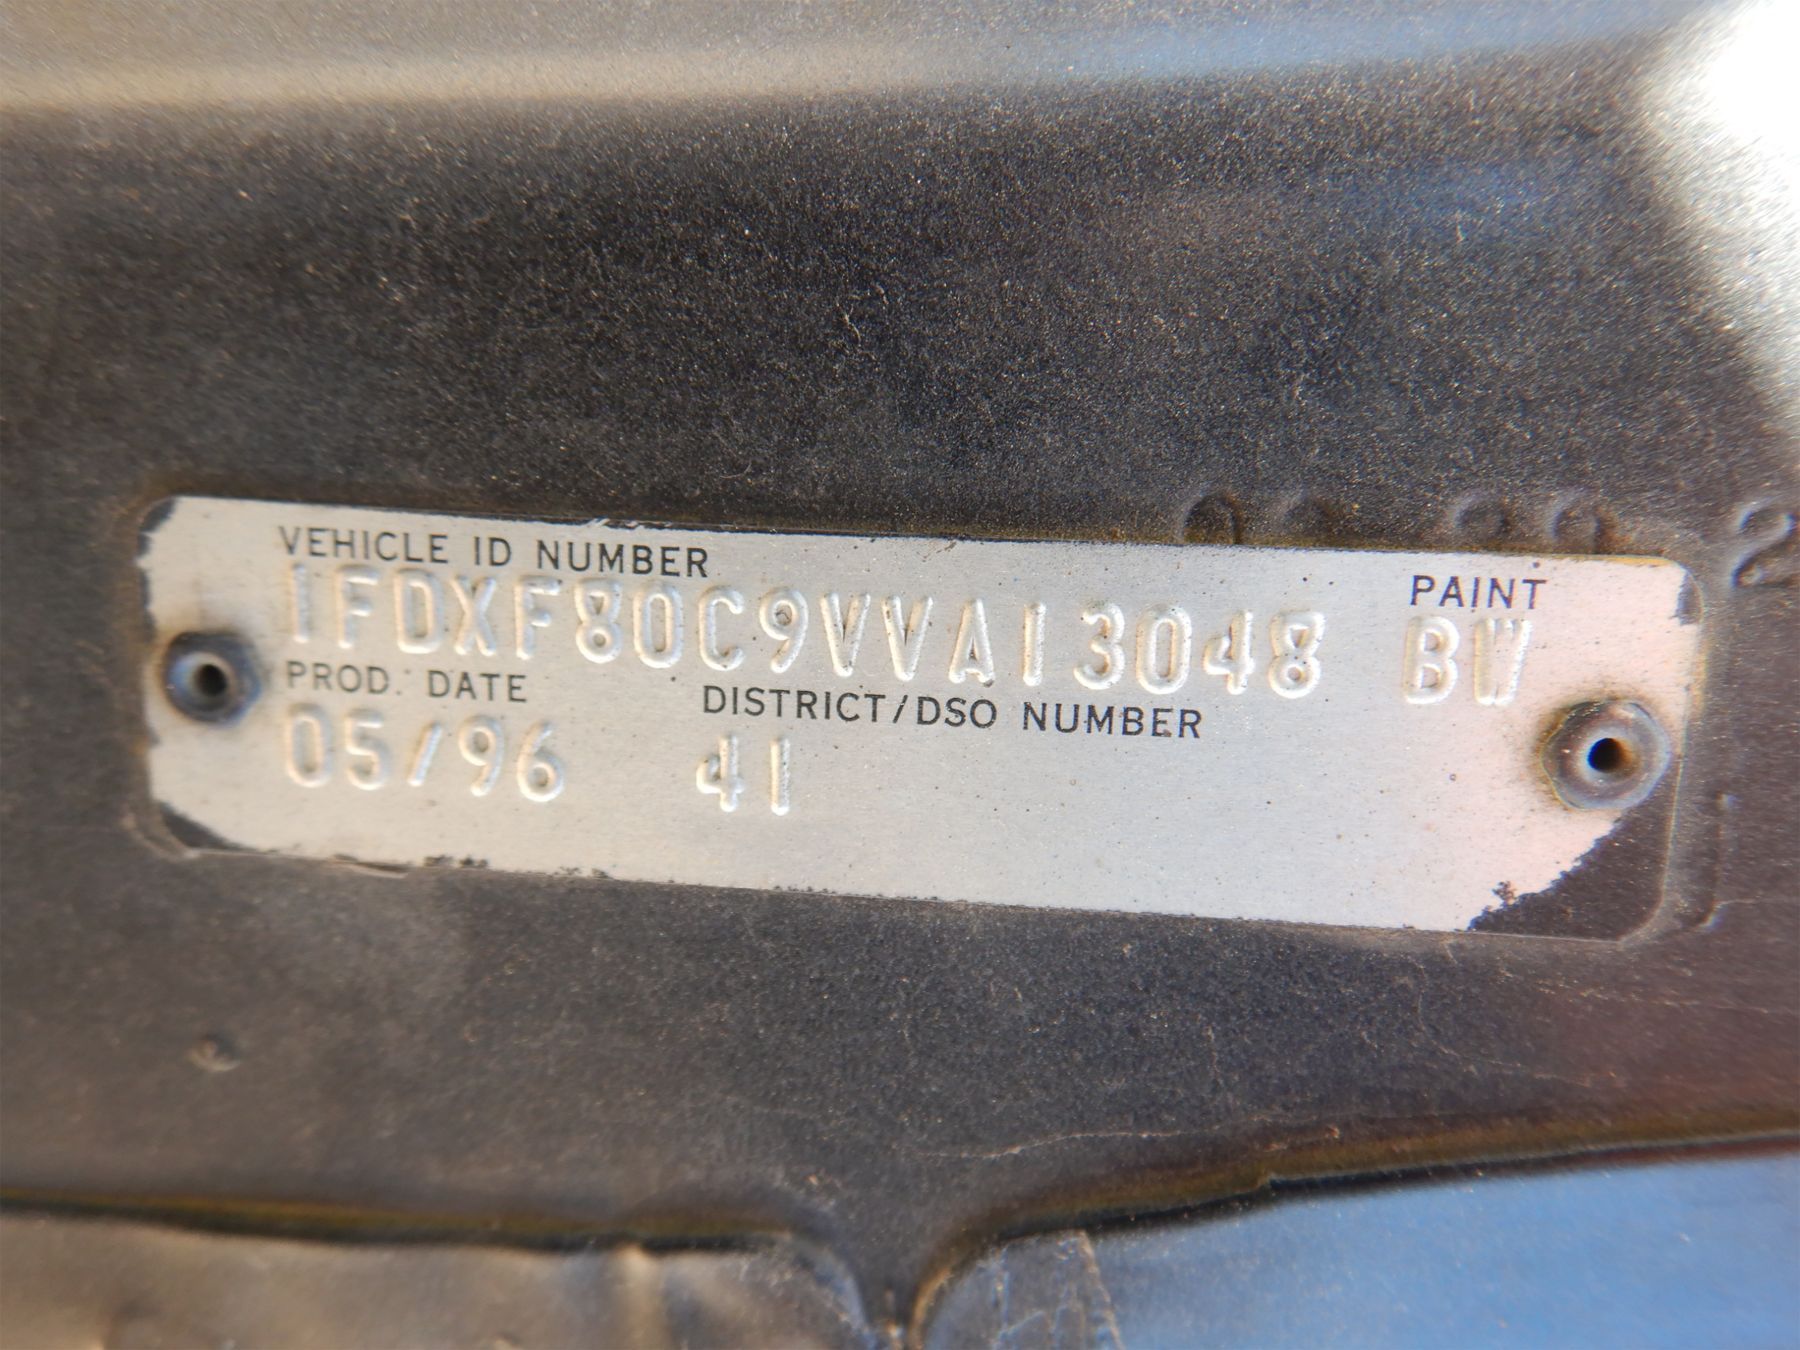 VEHICLE ID NUMBER
PAINT
1FDXF80C9VVA13048 BW
PROD. DATE DISTRICT/DSO NUMBER
05/96 41